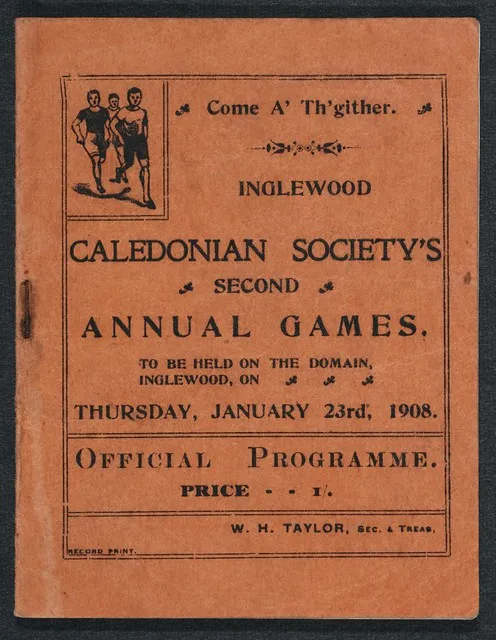 Come A' Th'gither.
INGLEWOOD
CALEDONIAN SOCIETY'S
SECOND
ANNUAL GAMES.
TO BE HELD ON THE DOMAIN,
INGLEWOOD, ON
THURSDAY, JANUARY 23rd, 1908.
OFFICIAL PROGRAMME.
PRICE - - 1/.
W. H. TAYLOR, SEC. & TREAS.
RECORD PRINT.